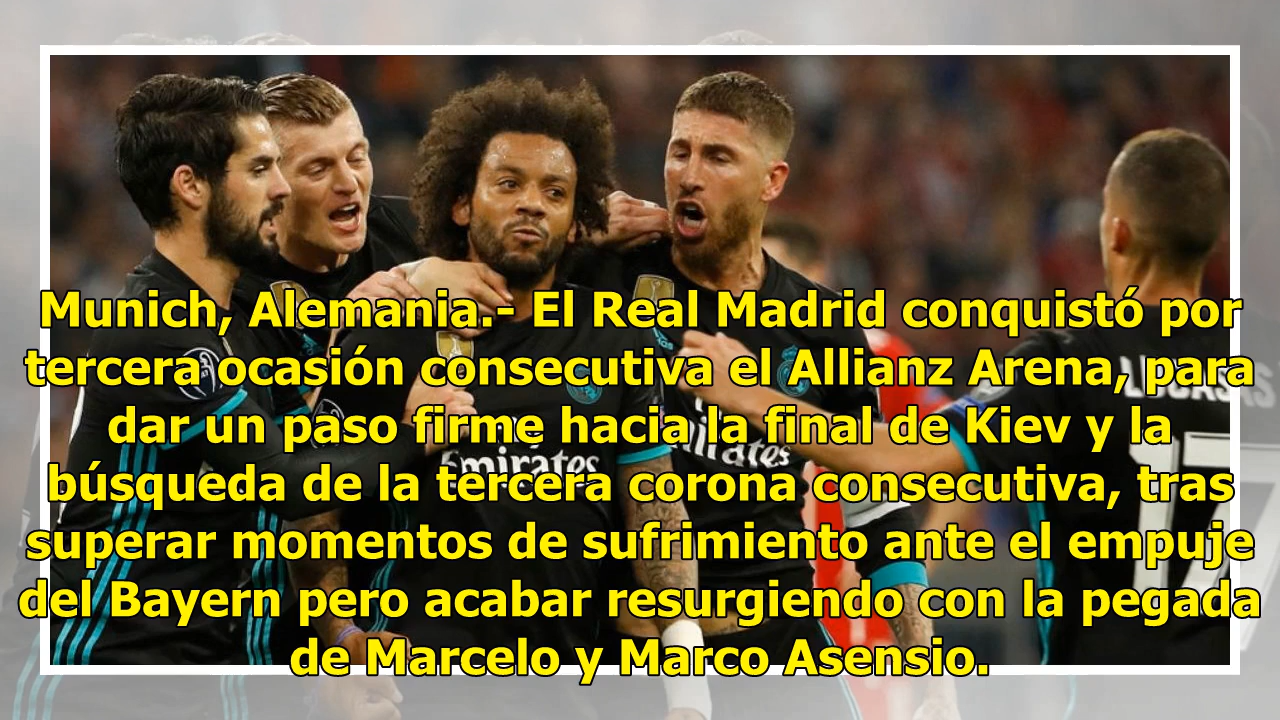 Munich, Alemania.- El Real Madrid conquistó por
tercera ocasión consecutiva el Allianz Arena, para
dar un paso firme hacia la final de Kiev y la
búsqueda de la tercera corona consecutiva, tras
superar momentos de sufrimiento ante el empuje
del Bayern pero acabar resurgiendo con la pegada
de Marcelo y Marco Asensio.
Emirates
17